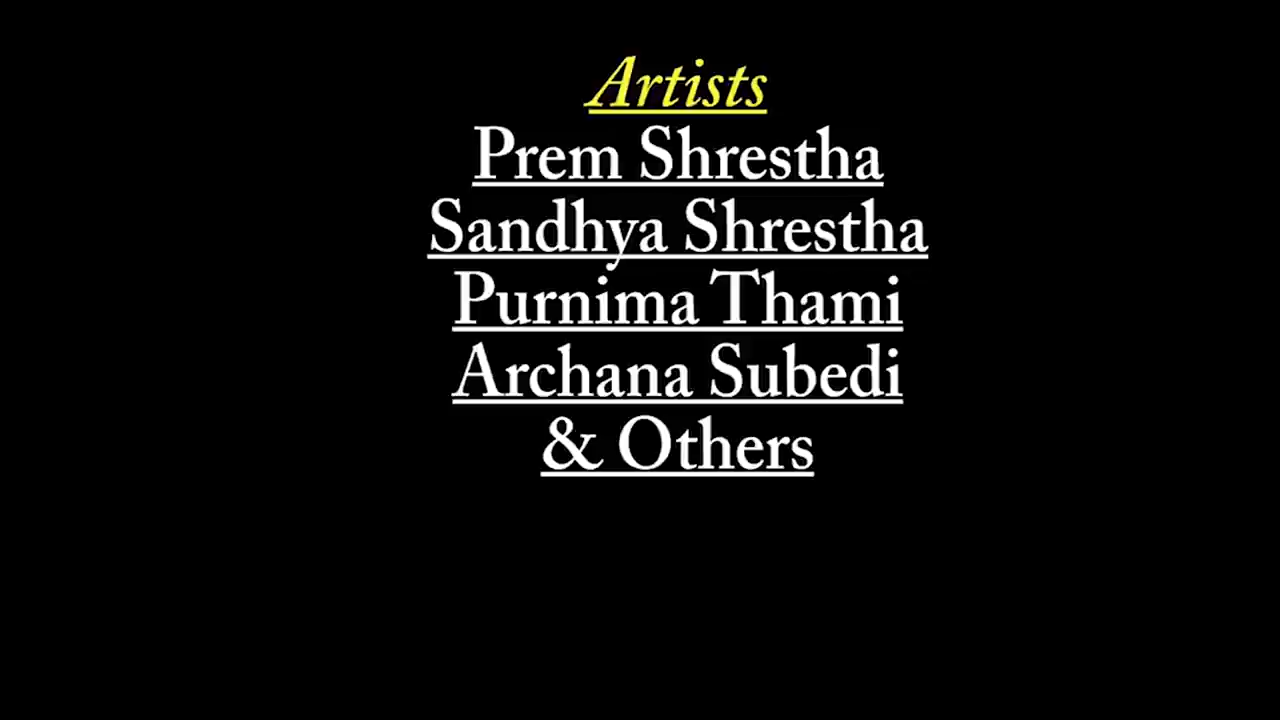 Artists
Prem Shrestha
Sandhya Shrestha
Purnima Thami
Archana Subedi
& Others